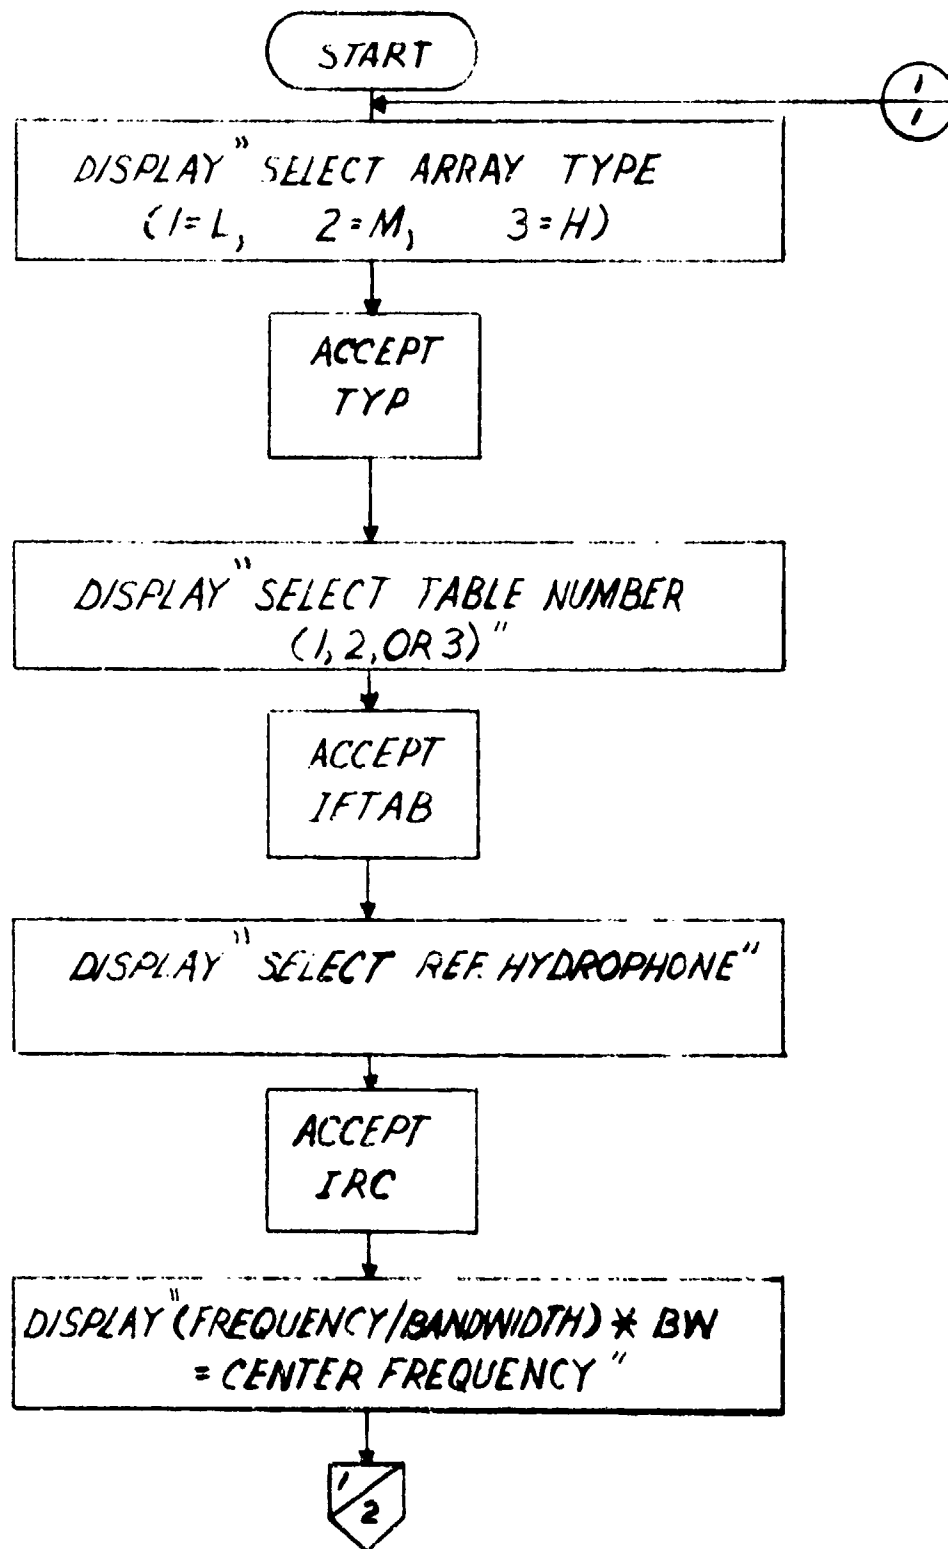 START
1
1
DISPLAY "SELECT ARRAY TYPE
(1=L, 2=M, 3=H)
ACCEPT
TYP
DISPLAY "SELECT TABLE NUMBER
(1, 2, OR 3)"
ACCEPT
IFTAB
DISPLAY "SELECT REF. HYDROPHONE"
ACCEPT
IRC
DISPLAY "(FREQUENCY/BANDWIDTH) * BW
= CENTER FREQUENCY"
1
2